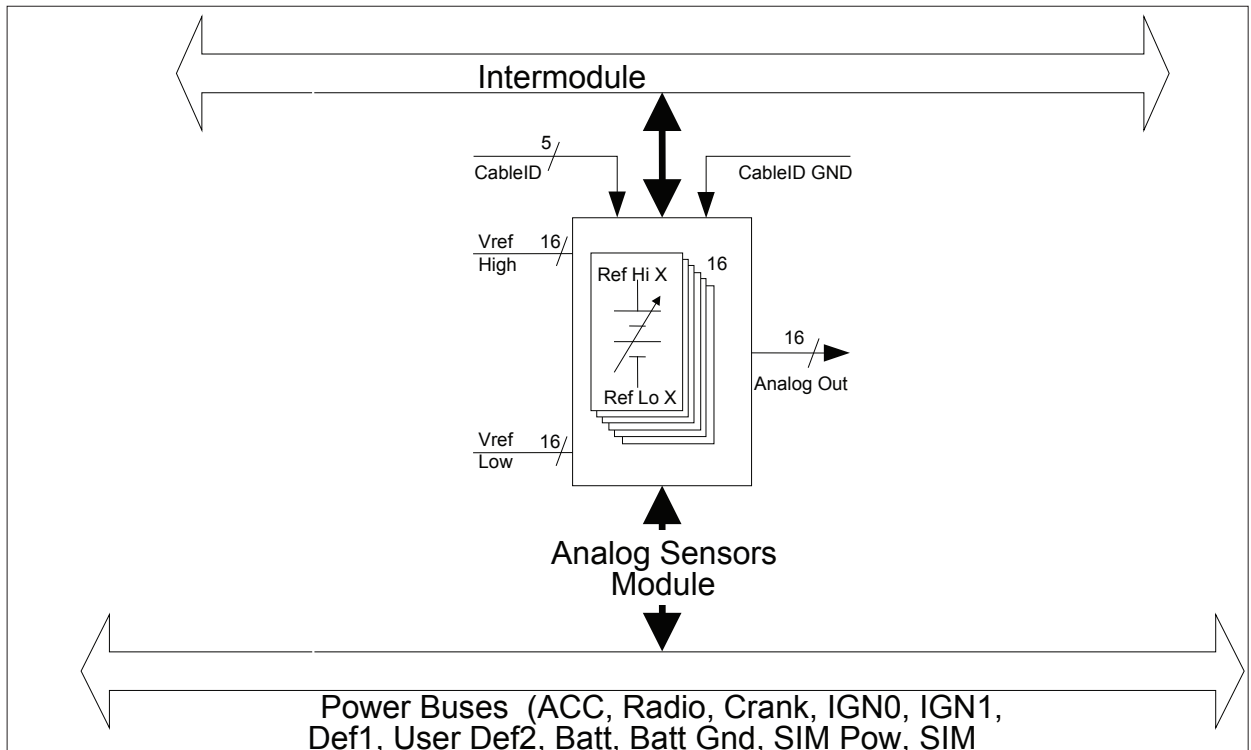 Intermodule
5
CableID
CableID GND
Vref 16
High
16
Ref Hi X
16
Analog Out
Ref Lo X
Vref 16
Low
Analog Sensors
Module
Power Buses (ACC, Radio, Crank, IGN0, IGN1,
Def1, User Def2, Batt, Batt Gnd, SIM Pow, SIM